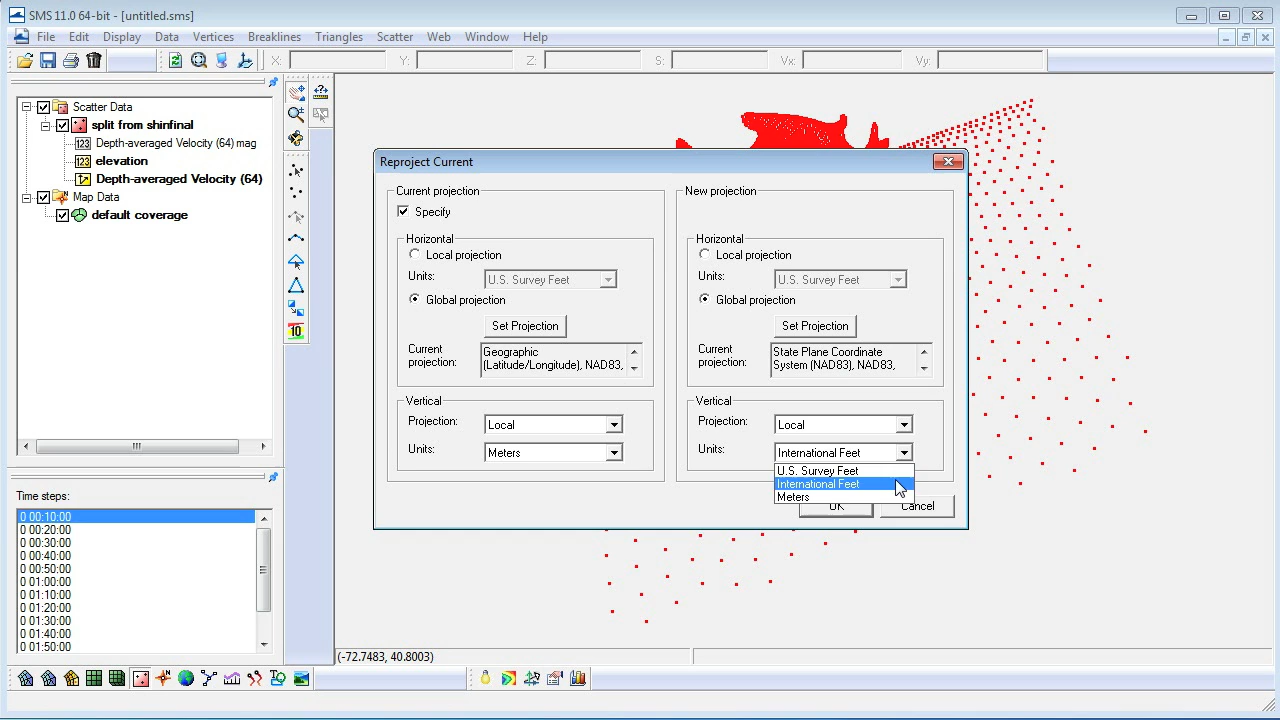 SMS 11.0 64-bit - [untitled.sms]
File Edit Display Data Vertices Breaklines Triangles Scatter Web Window Help
X: Y: Z: S: Vx: Vy:
Scatter Data
split from shinfinal
Depth-averaged Velocity (64) mag
elevation
Depth-averaged Velocity (64)
Map Data
default coverage
Time steps:
0 00:10:00
0 00:20:00
0 00:30:00
0 00:40:00
0 00:50:00
0 01:00:00
0 01:10:00
0 01:20:00
0 01:30:00
0 01:40:00
0 01:50:00
Reproject Current
Current projection
Specify
Horizontal
Local projection
Units: U.S. Survey Feet
Global projection
Set Projection
Current projection:
Geographic
(Latitude/Longitude), NAD83,
Vertical
Projection: Local
Units: Meters
New projection
Horizontal
Local projection
Units: U.S. Survey Feet
Global projection
Set Projection
Current projection:
State Plane Coordinate
System (NAD83), NAD83,
Vertical
Projection: Local
Units: International Feet
U.S. Survey Feet
International Feet
Meters
OK Cancel
(-72.7483, 40.8003)
10